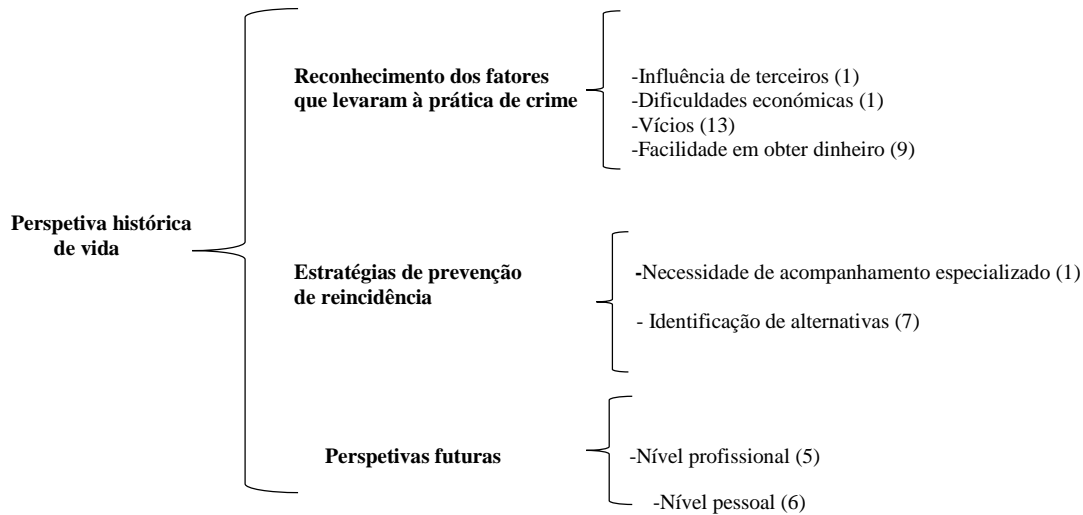 Perspetiva histórica
de vida
Reconhecimento dos fatores
que levaram à prática de crime
-Influência de terceiros (1)
-Dificuldades económicas (1)
-Vícios (13)
-Facilidade em obter dinheiro (9)
Estratégias de prevenção
de reincidência
-Necessidade de acompanhamento especializado (1)
- Identificação de alternativas (7)
Perspetivas futuras
-Nível profissional (5)
-Nível pessoal (6)